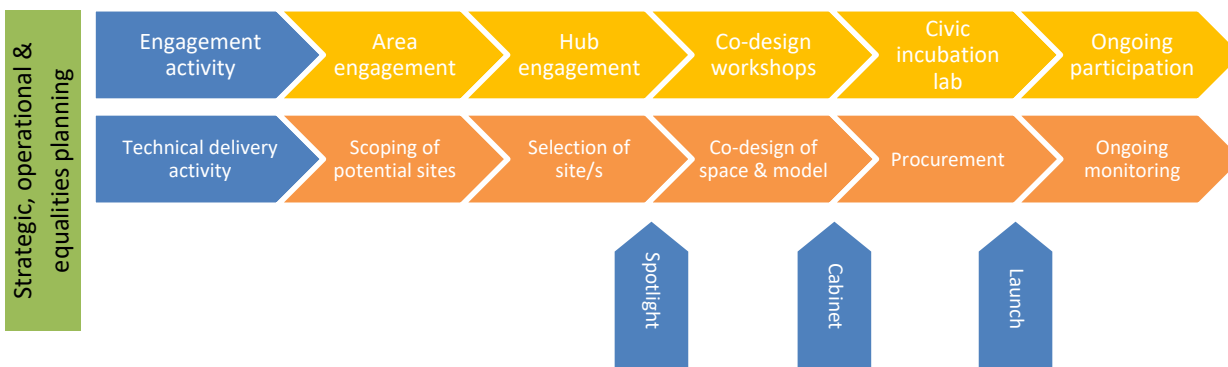 Strategic, operational &
equalities planning
Engagement
activity
Area
engagement
Hub
engagement
Co-design
workshops
Civic
incubation
lab
Ongoing
participation
Technical delivery
activity
Scoping of
potential sites
Selection of
site/s
Co-design of
space & model
Procurement
Ongoing
monitoring
Spotlight
Cabinet
Launch